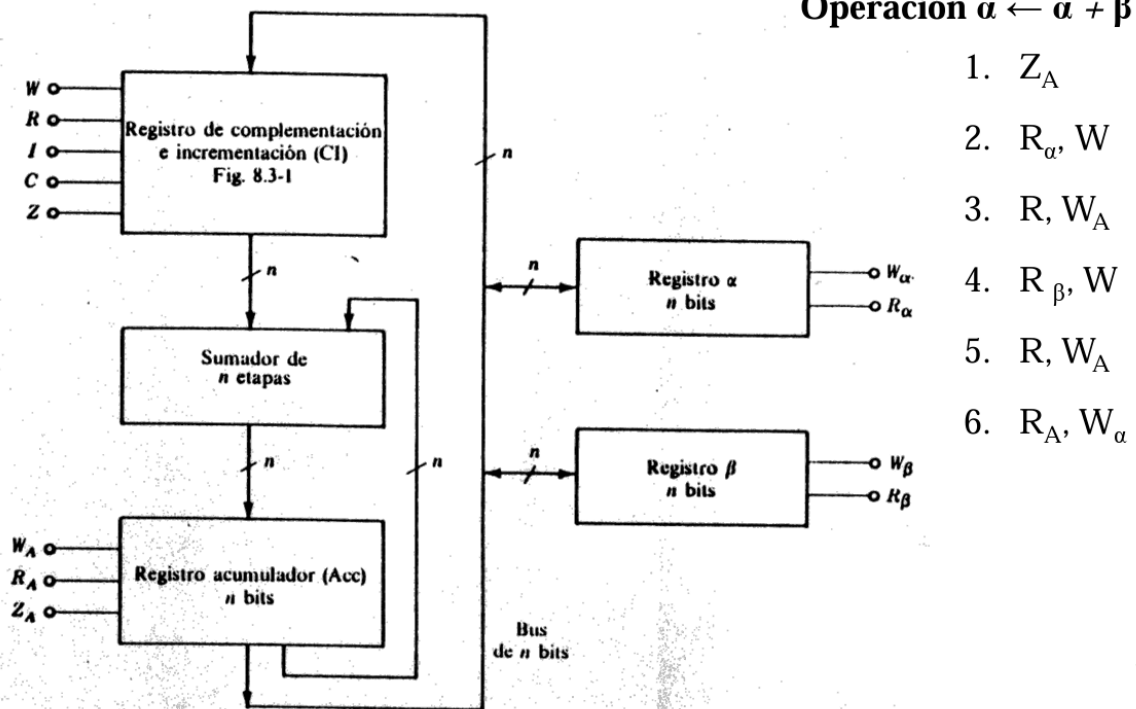 Operación α ← α + β
W
R
I
C
Z
Registro de complementación
e incrementación (CI)
Fig. 8.3-1
n
n
Sumador de
n etapas
n
n
W_A
R_A
Z_A
Registro acumulador (Acc)
n bits
Bus
de n bits
n
Registro α
n bits
W_α
R_α
n
Registro β
n bits
W_β
R_β
1. Z_A
2. R_α, W
3. R, W_A
4. R_β, W
5. R, W_A
6. R_A, W_α